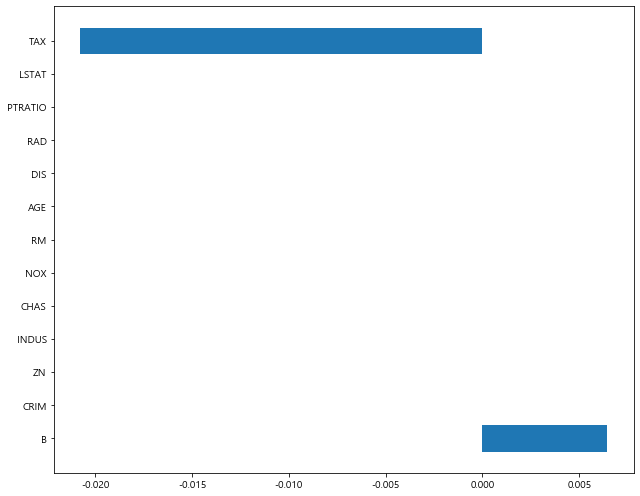 TAX
LSTAT
PTRATIO
RAD
DIS
AGE
RM
NOX
CHAS
INDUS
ZN
CRIM
B
-0.020 -0.015 -0.010 -0.005 0.000 0.005